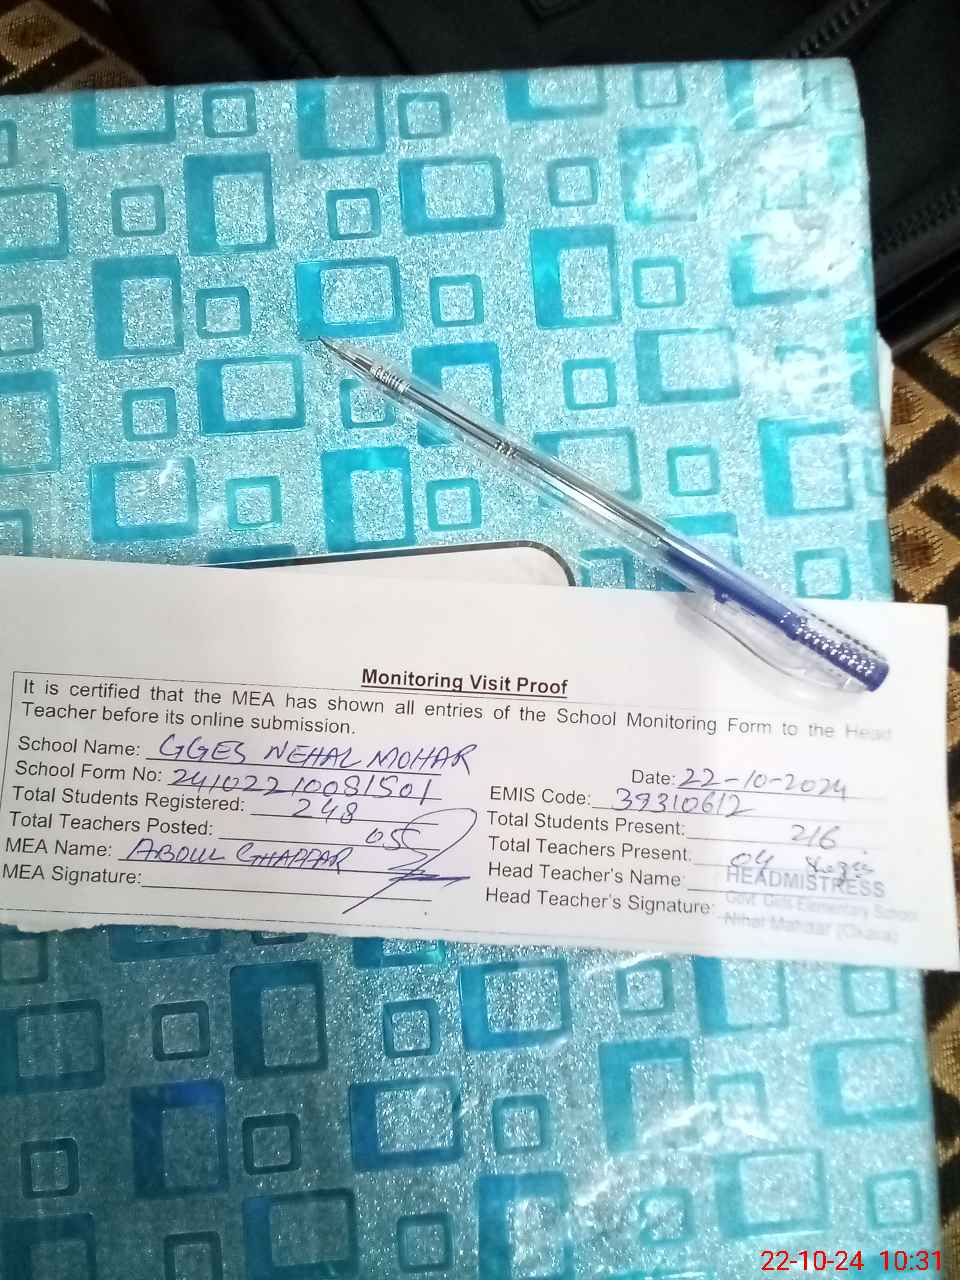 Monitoring Visit Proof
It is certified that the MEA has shown all entries of the School Monitoring Form to the Head
Teacher before its online submission.
School Name: GGES NEHAL MOHAR
Date: 22-10-2024
School Form No: 24102210081501
EMIS Code: 39310612
Total Students Registered: 248
Total Students Present: 216
Total Teachers Posted: 05
Total Teachers Present: 04
MEA Name: ABDUL GHAFFAR
Head Teacher's Name:
HEADMISTRESS
MEA Signature:
Head Teacher's Signature:
Govt. Girls Elementary School
Nihal Mahaar (Okara)
22-10-24 10:31